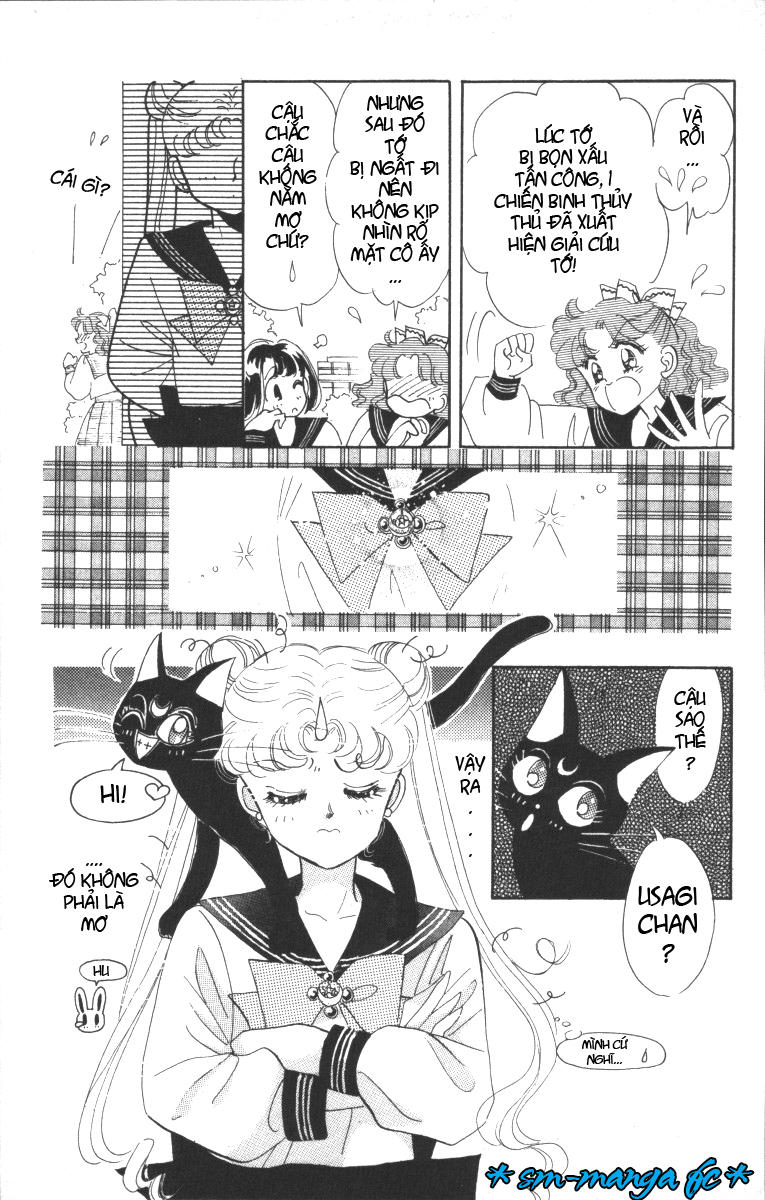 VÀ
RỒI
...
LÚC TỚ
BỊ BỌN XẤU
TẤN CÔNG, 1
CHIẾN BINH THỦY
THỦ ĐÃ XUẤT
HIỆN GIẢI CỨU
TỚ!
NHƯNG
SAU ĐÓ
TỚ
BỊ NGẤT ĐI
NÊN
KHÔNG KỊP
NHÌN RÕ
MẶT CÔ ẤY
...
CẬU
CHẮC
CẬU
KHÔNG
NẰM
MƠ
CHỨ?
CÁI GÌ?
CẬU
SAO
THẾ
?
USAGI
CHAN
?
VẬY
RA
...
HI!
....
ĐÓ KHÔNG
PHẢI LÀ
MƠ
HU
MÌNH CỨ
NGHĨ...
* sm-manga fc *